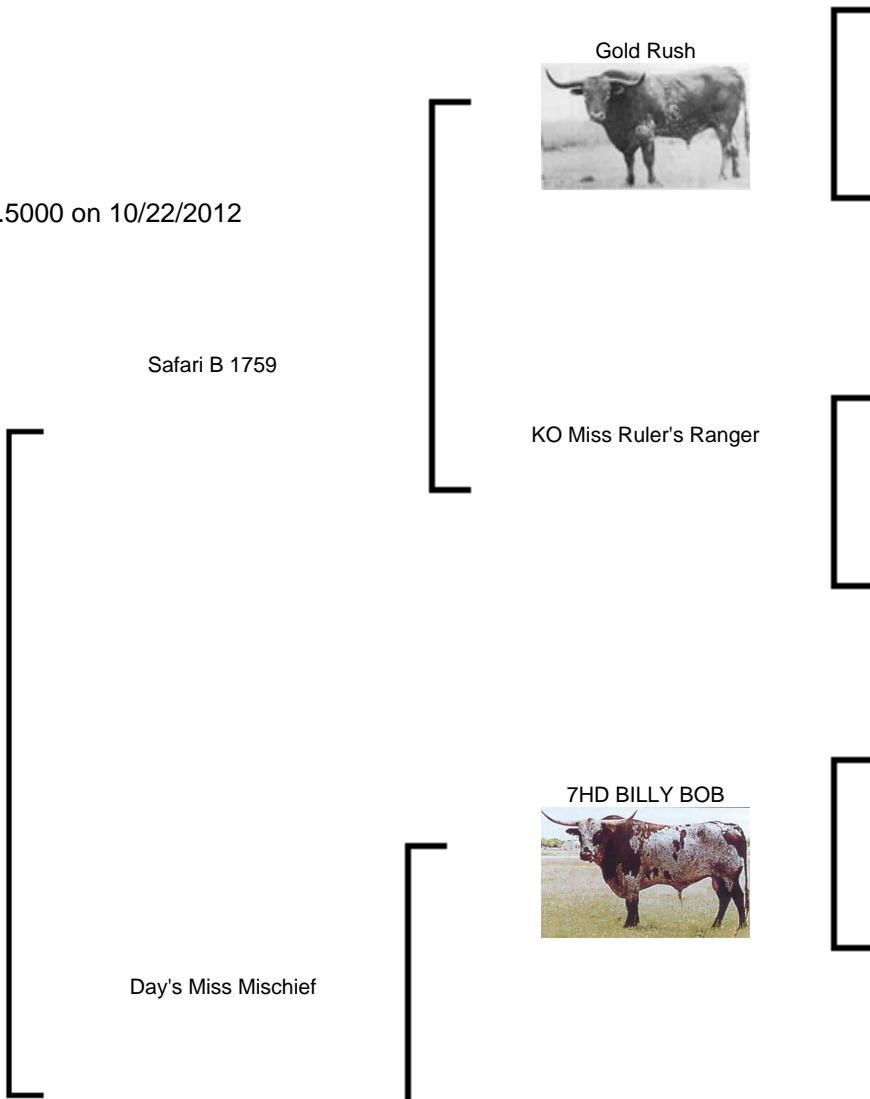 Gold Rush
.5000 on 10/22/2012
Safari B 1759
KO Miss Ruler's Ranger
7HD BILLY BOB
Day's Miss Mischief